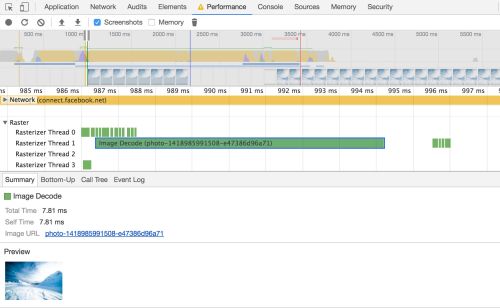 Application Audits Elements Performance Console Sources Memory Security
Screenshots Memory
500 ms 1000 ms 1500 ms 2000 ms 2500 ms 3000 ms 3500 ms 4000 ms
ms 985 ms 986 ms 987 ms 988 ms 989 ms 990 ms 991 ms 992 ms 993 ms 994 ms 995 ms 996 ms 997 ms
Network (connect.facebook.net)
Raster
Rasterizer Thread 0
Rasterizer Thread 1 Image Decode (photo-1418985991508-e47386d96a71)
Rasterizer Thread 2
Rasterizer Thread 3
Summary Bottom-Up Call Tree Event Log
Image Decode
Total Time 7.81 ms
Self Time 7.81 ms
Image URL photo-1418985991508-e47386d96a71
Preview